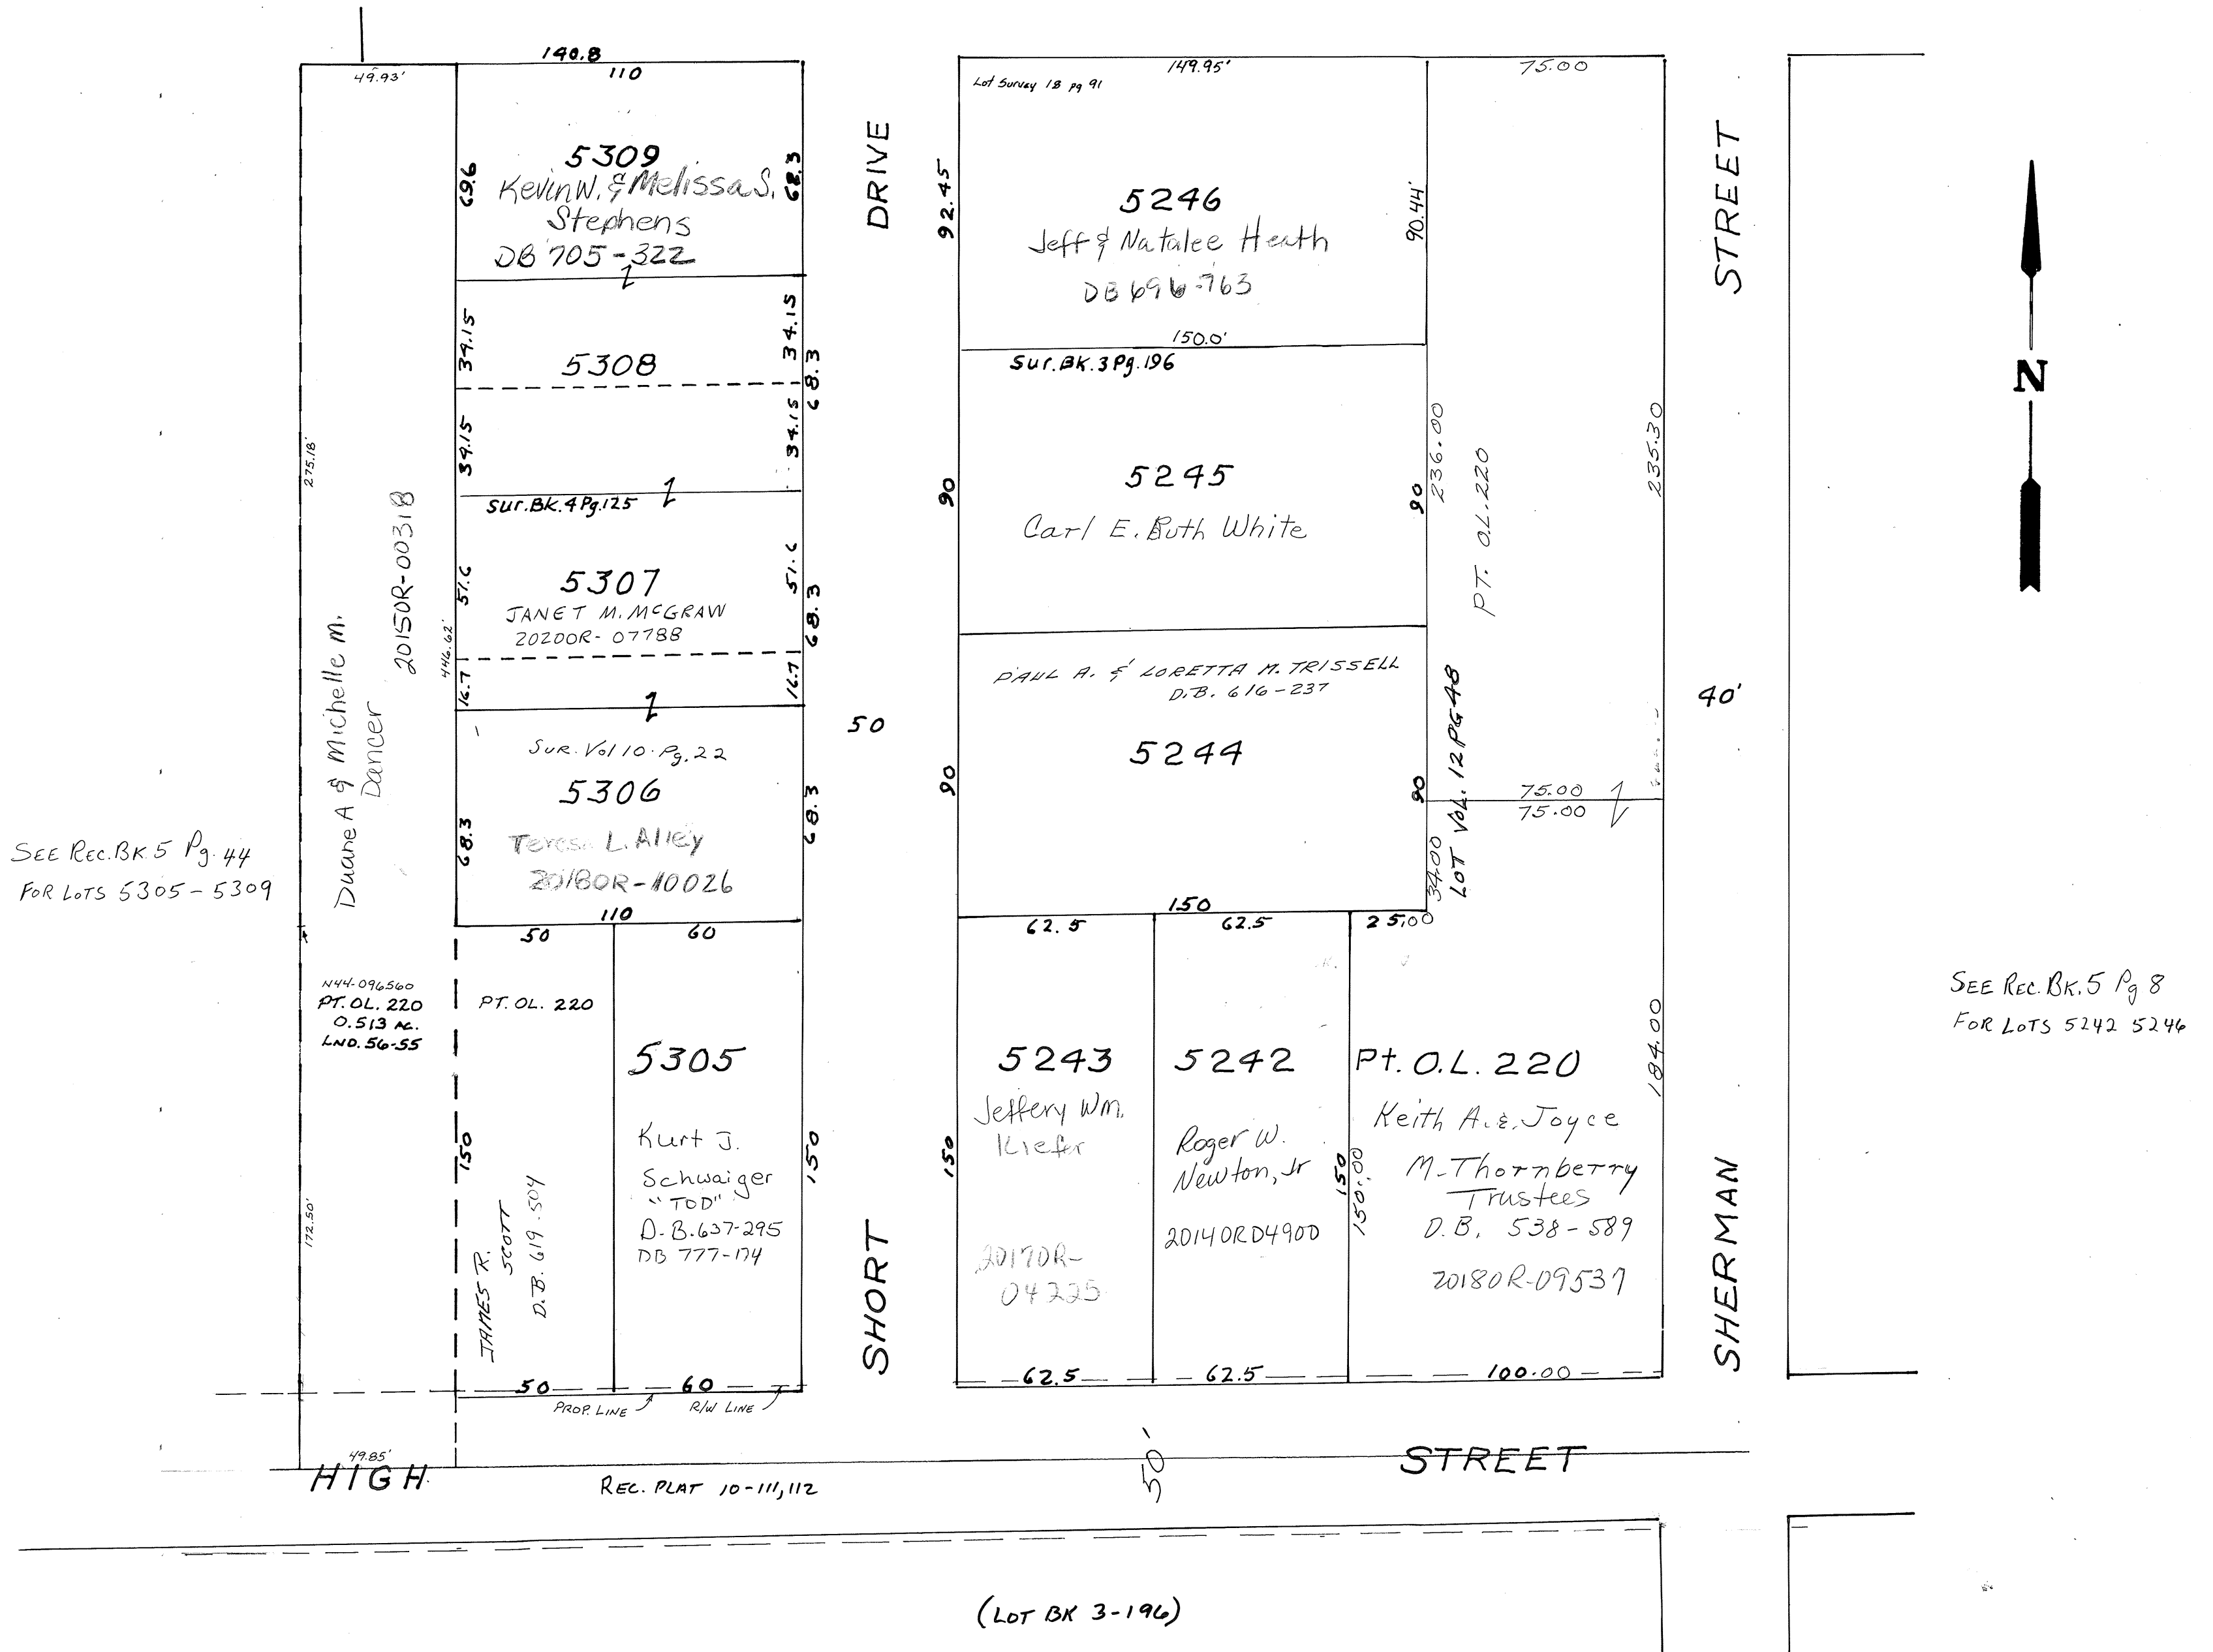 140.8
49.93'
110
5309
Kevin W. & Melissa S.
Stephens
DB 705-322
69.6
68.3
34.15
34.15
68.3
5308
34.15
34.15
Sur. Bk. 4 Pg. 125
51.6
51.6
68.3
5307
JANET M. McGRAW
20200R-07788
16.7
16.7
Sur. Vol 10. Pg. 22
5306
Teresa L. Alley
20180R-10026
68.3
68.3
110
50
60
275.18'
446.62'
Duane A & Michelle M.
Dancer
20150R-00318
SEE REC. BK. 5 Pg. 44
FOR LOTS 5305-5309
N44-096560
PT. OL. 220
0.513 AC.
LND. 56-55
PT. OL. 220
172.50'
150
JAMES R.
SCOTT
D.B. 619-504
5305
Kurt J.
Schwaiger
"TOD"
D.B. 637-295
DB 777-174
150
50
60
PROP. LINE
R/W LINE
49.85'
DRIVE
50
SHORT
149.95'
75.00
Lot Survey 18 pg 91
92.45
90.44'
5246
Jeff & Natalee Heath
DB 696-763
150.0'
Sur. Bk. 3 Pg. 196
90
90
5245
Carl E. Ruth White
236.00
PT. OL. 220
235.30
PAUL A. & LORETTA M. TRISSELL
D.B. 616-237
5244
90
90
LOT VOL. 12 PG 48
34.00
75.00
75.00
150
62.5
62.5
25.00
5243
Jeffery Wm.
Kiefer
20170R-
04225
150
5242
Roger W.
Newton, Jr
20140R04900
150
150.00
Pt. O.L. 220
Keith A. & Joyce
M. Thornberry
Trustees
D.B. 538-589
20180R-09537
184.00
62.5
62.5
100.00
STREET
40'
SHERMAN
N
SEE REC. BK. 5 Pg 8
FOR LOTS 5242 5246
HIGH
STREET
REC. PLAT 10-111,112
50'
(LOT BK 3-196)